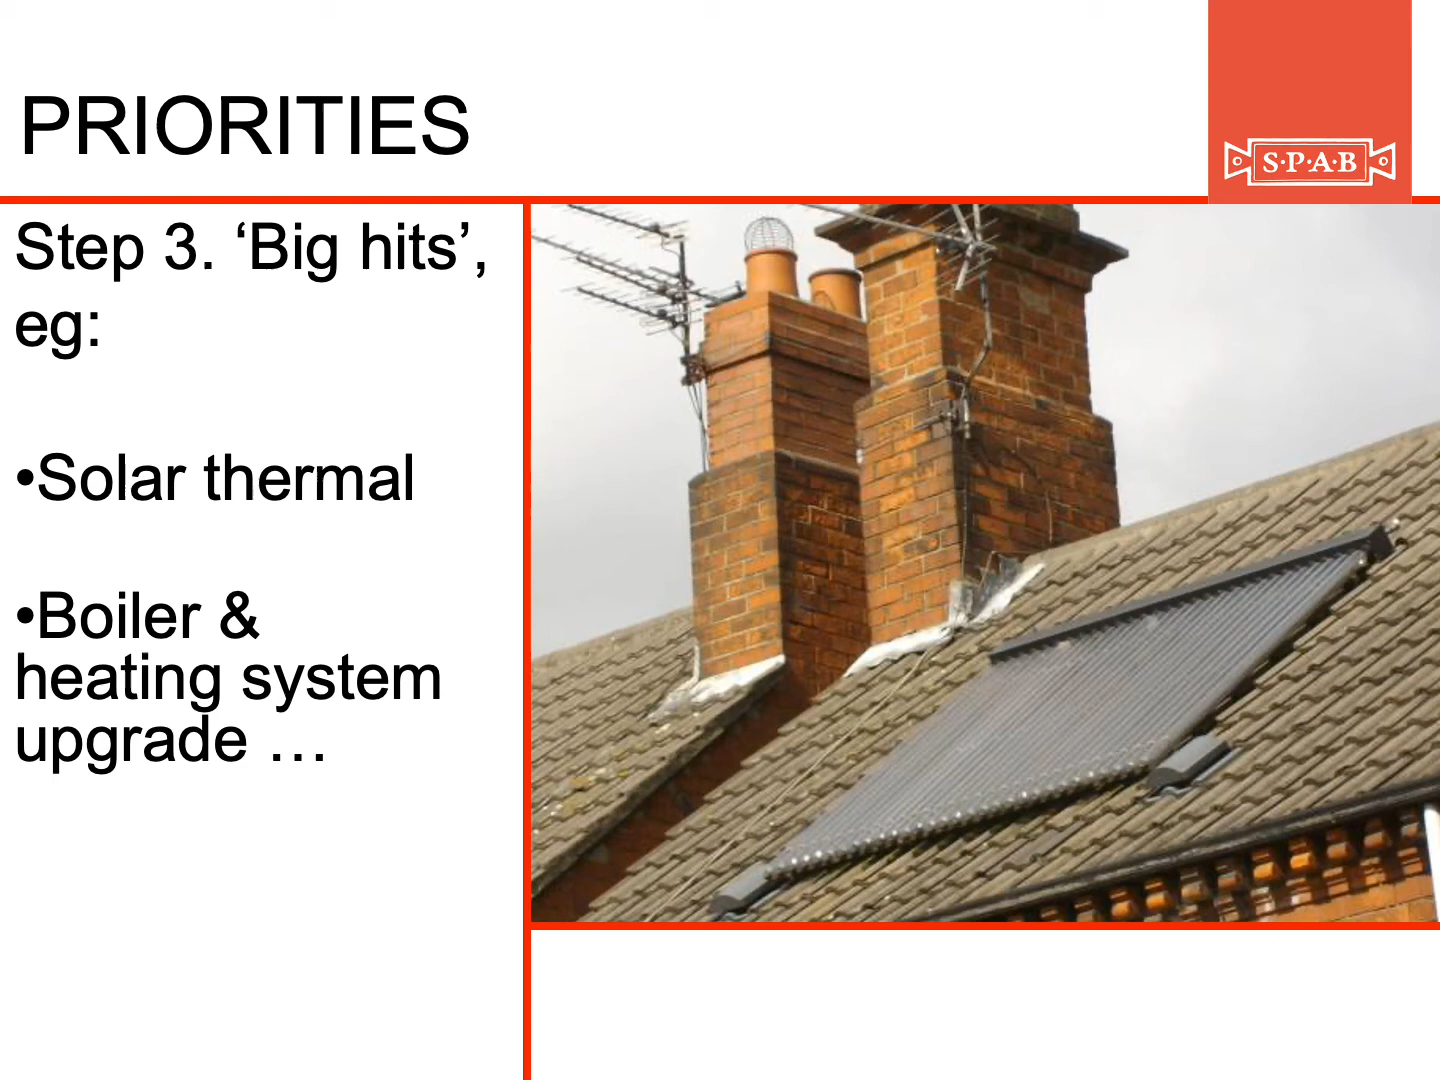 PRIORITIES
S·P·A·B
Step 3. ‘Big hits’,
eg:
•Solar thermal
•Boiler &
heating system
upgrade …